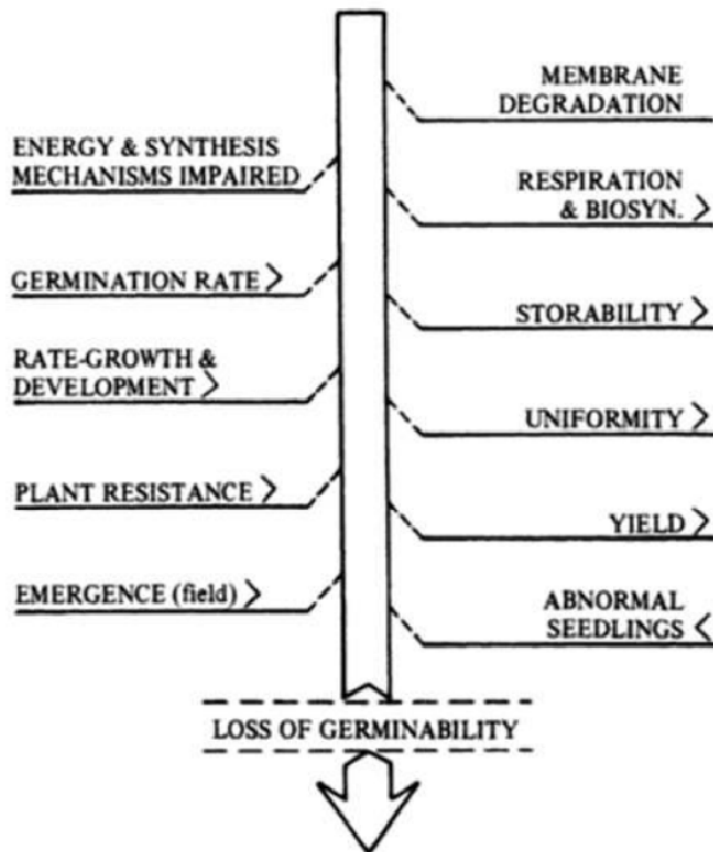 MEMBRANE
DEGRADATION
ENERGY & SYNTHESIS
MECHANISMS IMPAIRED
RESPIRATION
& BIOSYN. >
GERMINATION RATE >
STORABILITY >
RATE-GROWTH &
DEVELOPMENT >
UNIFORMITY >
PLANT RESISTANCE >
YIELD >
EMERGENCE (field) >
ABNORMAL
SEEDLINGS <
LOSS OF GERMINABILITY